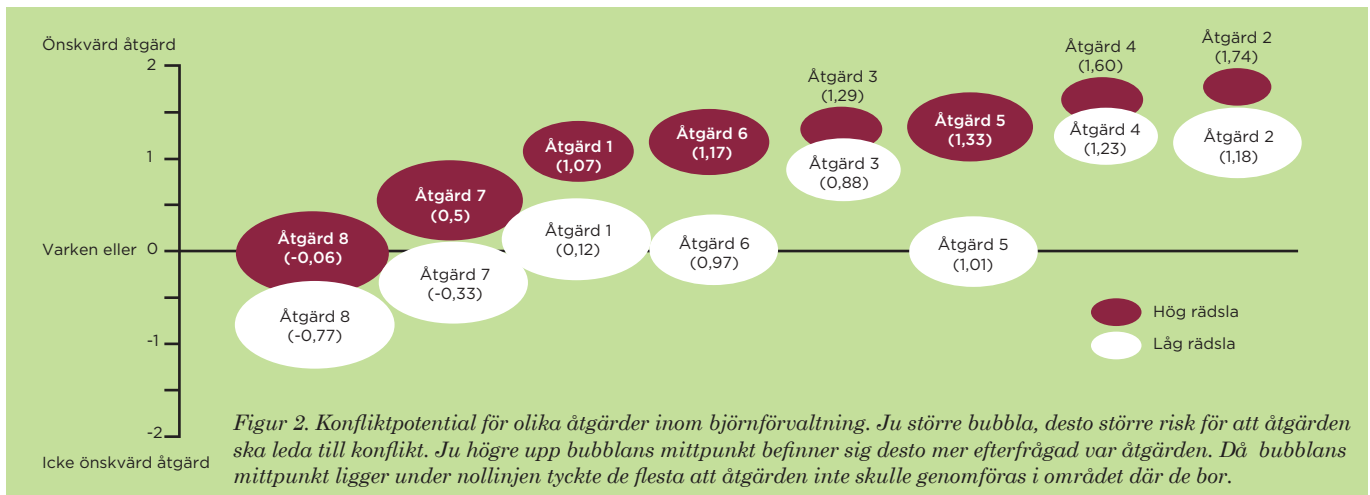 Önskvärd åtgärd
2
1
Varken eller 0
-1
-2
Icke önskvärd åtgärd
Åtgärd 8
(-0,06)
Åtgärd 8
(-0,77)
Åtgärd 7
(0,5)
Åtgärd 7
(-0,33)
Åtgärd 1
(1,07)
Åtgärd 1
(0,12)
Åtgärd 6
(1,17)
Åtgärd 6
(0,97)
Åtgärd 3
(1,29)
Åtgärd 3
(0,88)
Åtgärd 5
(1,33)
Åtgärd 5
(1,01)
Åtgärd 4
(1,60)
Åtgärd 4
(1,23)
Åtgärd 2
(1,74)
Åtgärd 2
(1,18)
Hög rädsla
Låg rädsla
Figur 2. Konfliktpotential för olika åtgärder inom björnförvaltning. Ju större bubbla, desto större risk för att åtgärden
ska leda till konflikt. Ju högre upp bubblans mittpunkt befinner sig desto mer efterfrågad var åtgärden. Då bubblans
mittpunkt ligger under nollinjen tyckte de flesta att åtgärden inte skulle genomföras i området där de bor.